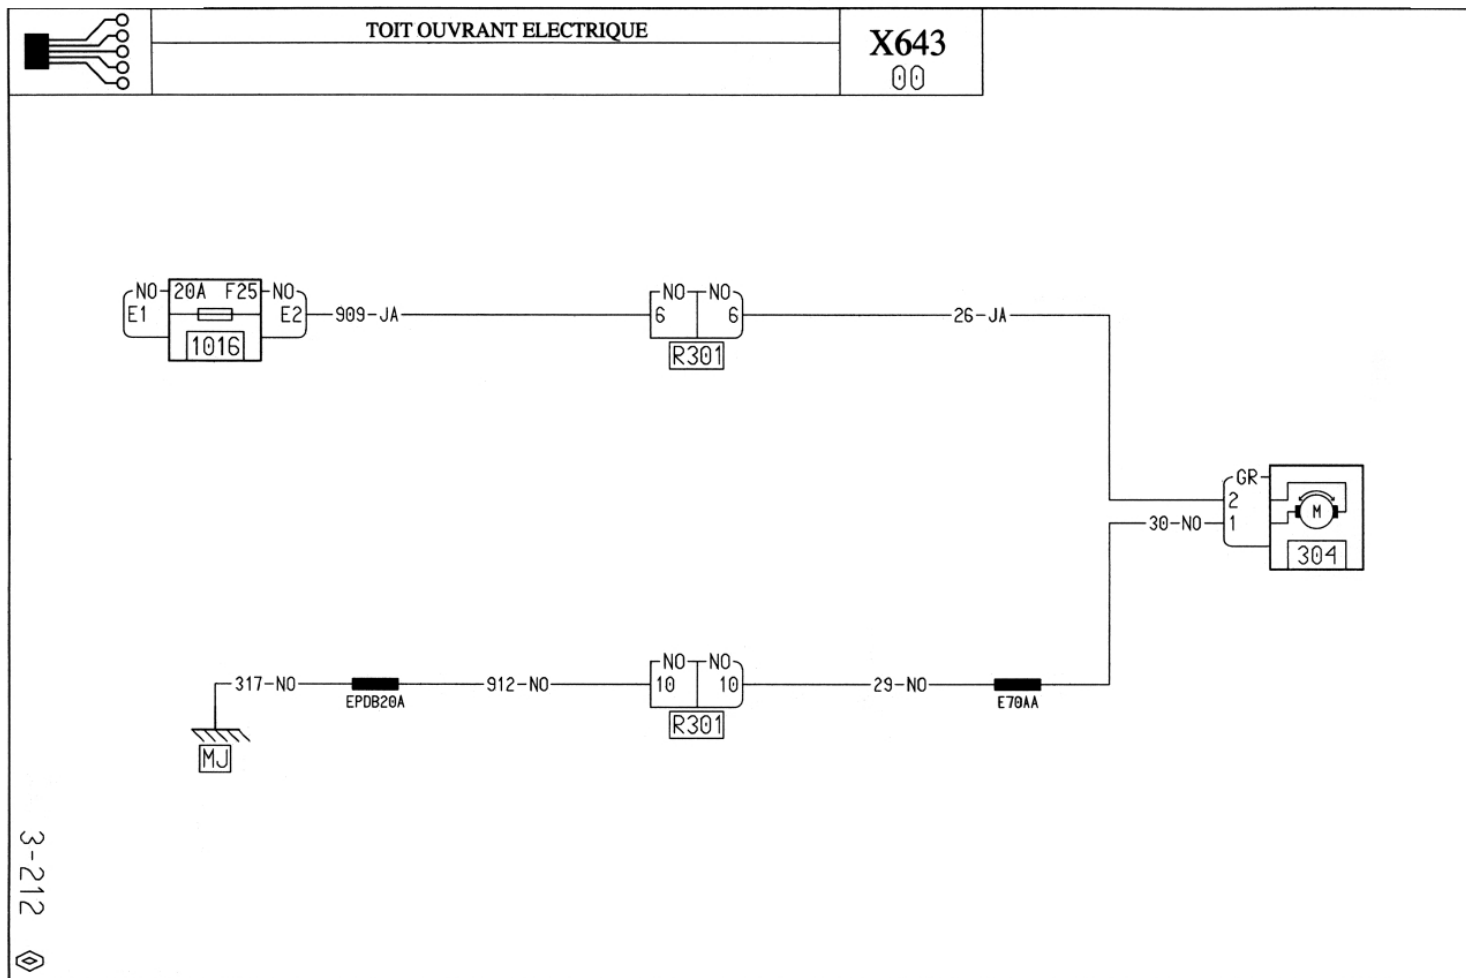 TOIT OUVRANT ELECTRIQUE
X643
00
NO 20A F25 NO
E1 E2 909-JA
1016
NO NO
6 6
R301
26-JA
GR
2
30-NO 1
M
304
317-NO
EPDB20A
912-NO
NO NO
10 10
R301
29-NO
E70AA
MJ
3-212